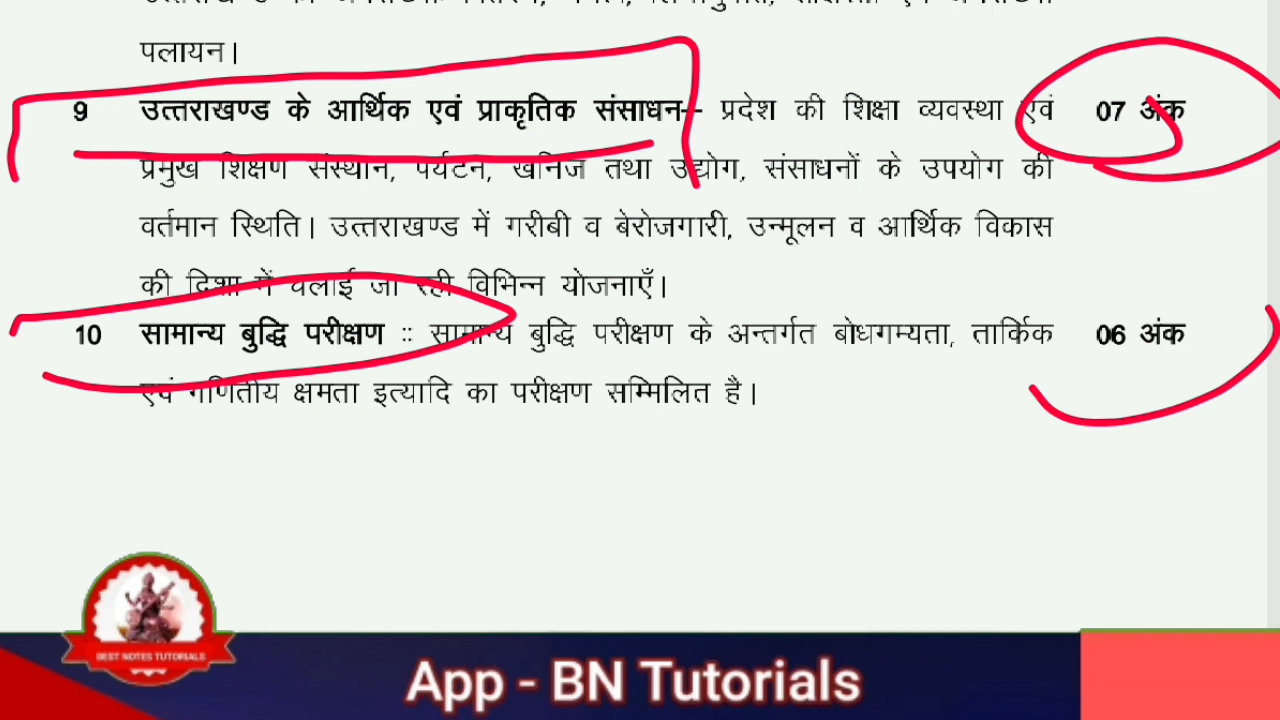 पलायन।
9 उत्तराखण्ड के आर्थिक एवं प्राकृतिक संसाधन– प्रदेश की शिक्षा व्यवस्था एवं 07 अंक
प्रमुख शिक्षण संस्थान, पर्यटन, खनिज तथा उद्योग, संसाधनों के उपयोग की
वर्तमान स्थिति। उत्तराखण्ड में गरीबी व बेरोजगारी, उन्मूलन व आर्थिक विकास
की दिशा में चलाई जा रही विभिन्न योजनाएँ।
10 सामान्य बुद्धि परीक्षण :: सामान्य बुद्धि परीक्षण के अन्तर्गत बोधगम्यता, तार्किक 06 अंक
एवं गणितीय क्षमता इत्यादि का परीक्षण सम्मिलित है।
BEST NOTES TUTORIALS
App - BN Tutorials